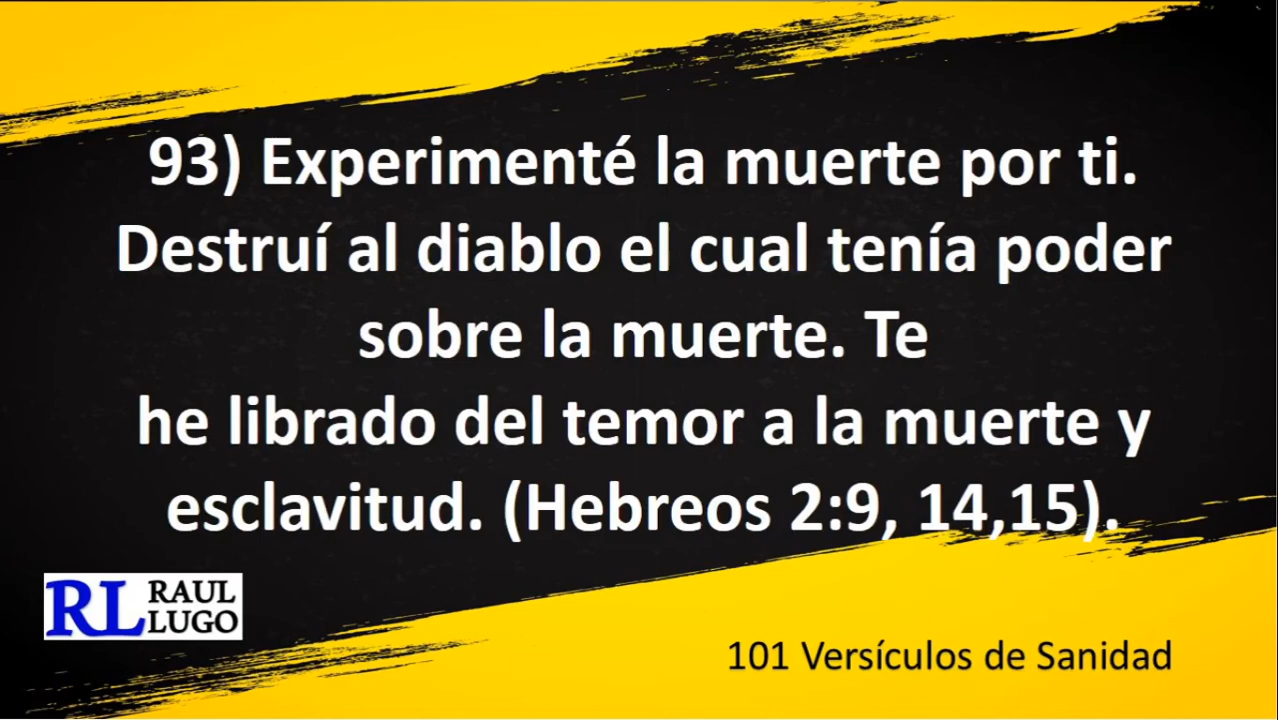 93) Experimenté la muerte por ti.
Destruí al diablo el cual tenía poder
sobre la muerte. Te
he librado del temor a la muerte y
esclavitud. (Hebreos 2:9, 14,15).
RL RAUL
LUGO
101 Versículos de Sanidad